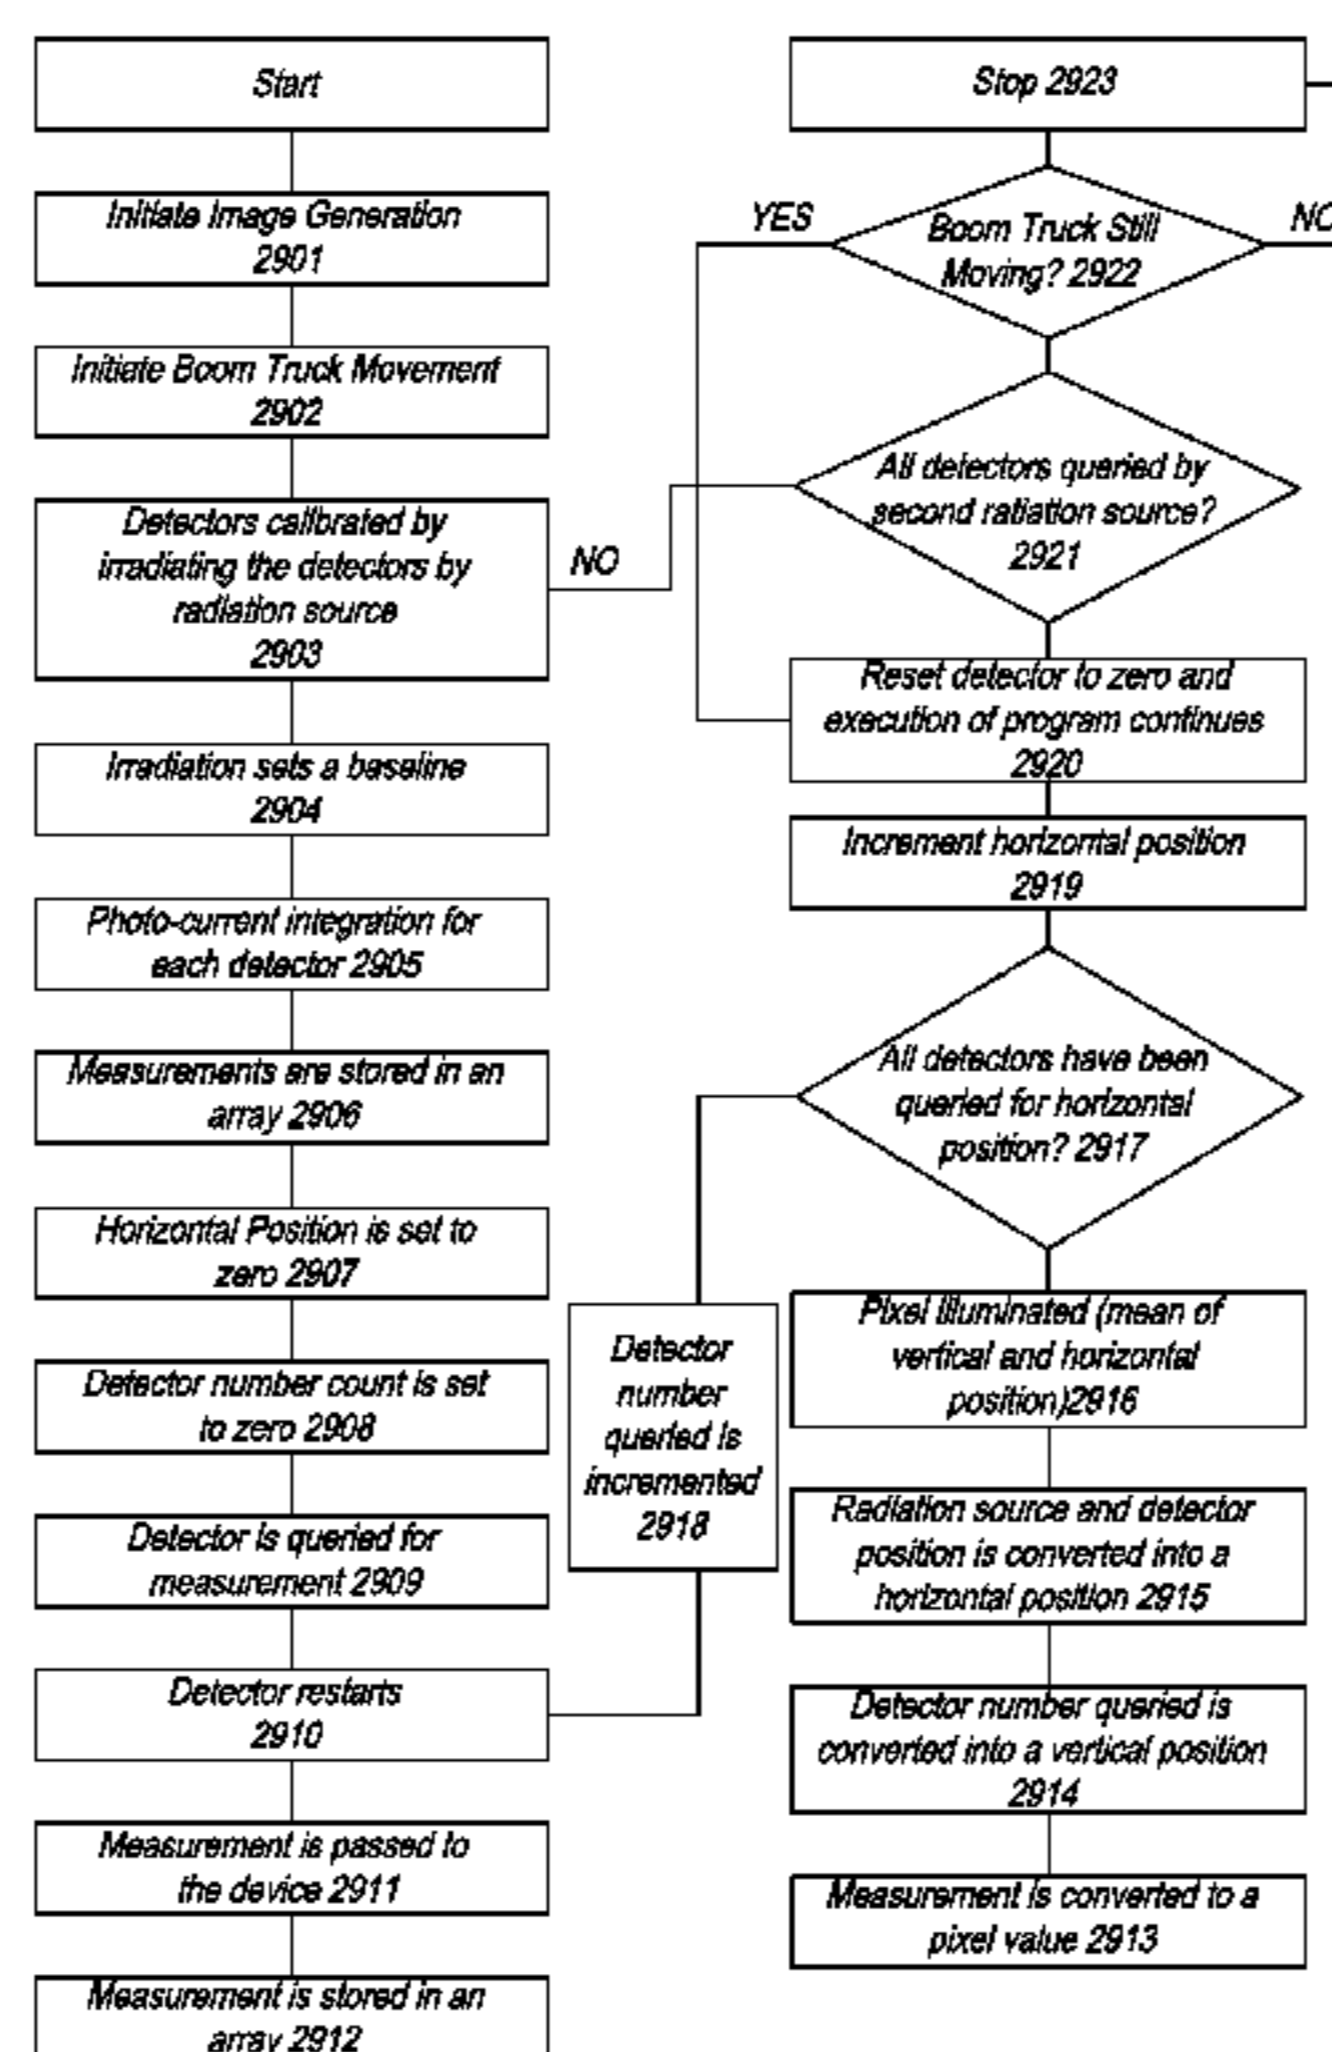 Start
Initiate Image Generation
2901
Initiate Boom Truck Movement
2902
Detectors calibrated by
irradiating the detectors by
radiation source
2903
NO
Irradiation sets a baseline
2904
Photo-current integration for
each detector 2905
Measurements are stored in an
array 2906
Horizontal Position is set to
zero 2907
Detector number count is set
to zero 2908
Detector is queried for
measurement 2909
Detector restarts
2910
Measurement is passed to
the device 2911
Measurement is stored in an
array 2912
Detector
number
queried is
incremented
2918
Stop 2923
YES
Boom Truck Still
Moving? 2922
NO
All detectors queried by
second ratiation source?
2921
Reset detector to zero and
execution of program continues
2920
Increment horizontal position
2919
All detectors have been
queried for horizontal
position? 2917
Pixel illuminated (mean of
vertical and horizontal
position)2916
Radiation source and detector
position is converted into a
horizontal position 2915
Detector number queried is
converted into a vertical position
2914
Measurement is converted to a
pixel value 2913